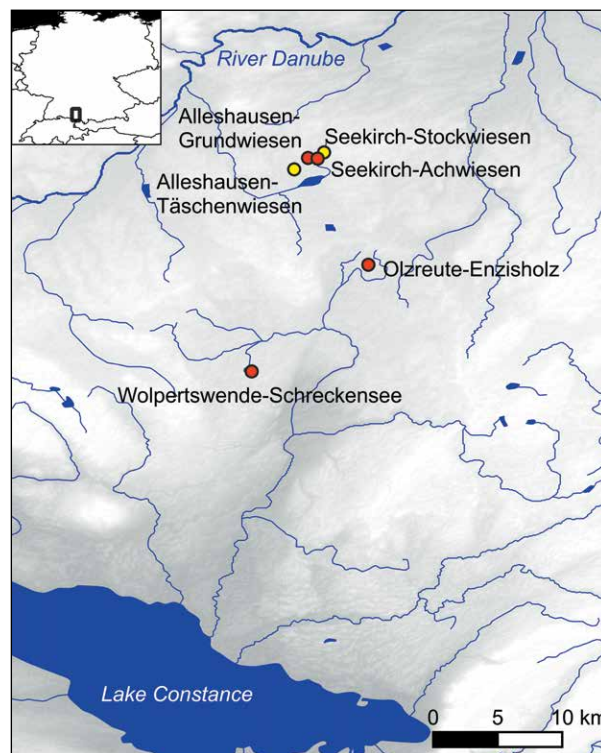 River Danube
Alleshausen-
Grundwiesen
Seekirch-Stockwiesen
Seekirch-Achwiesen
Alleshausen-
Täschenwiesen
Olzreute-Enzisholz
Wolpertswende-Schreckensee
Lake Constance
0 5 10 km